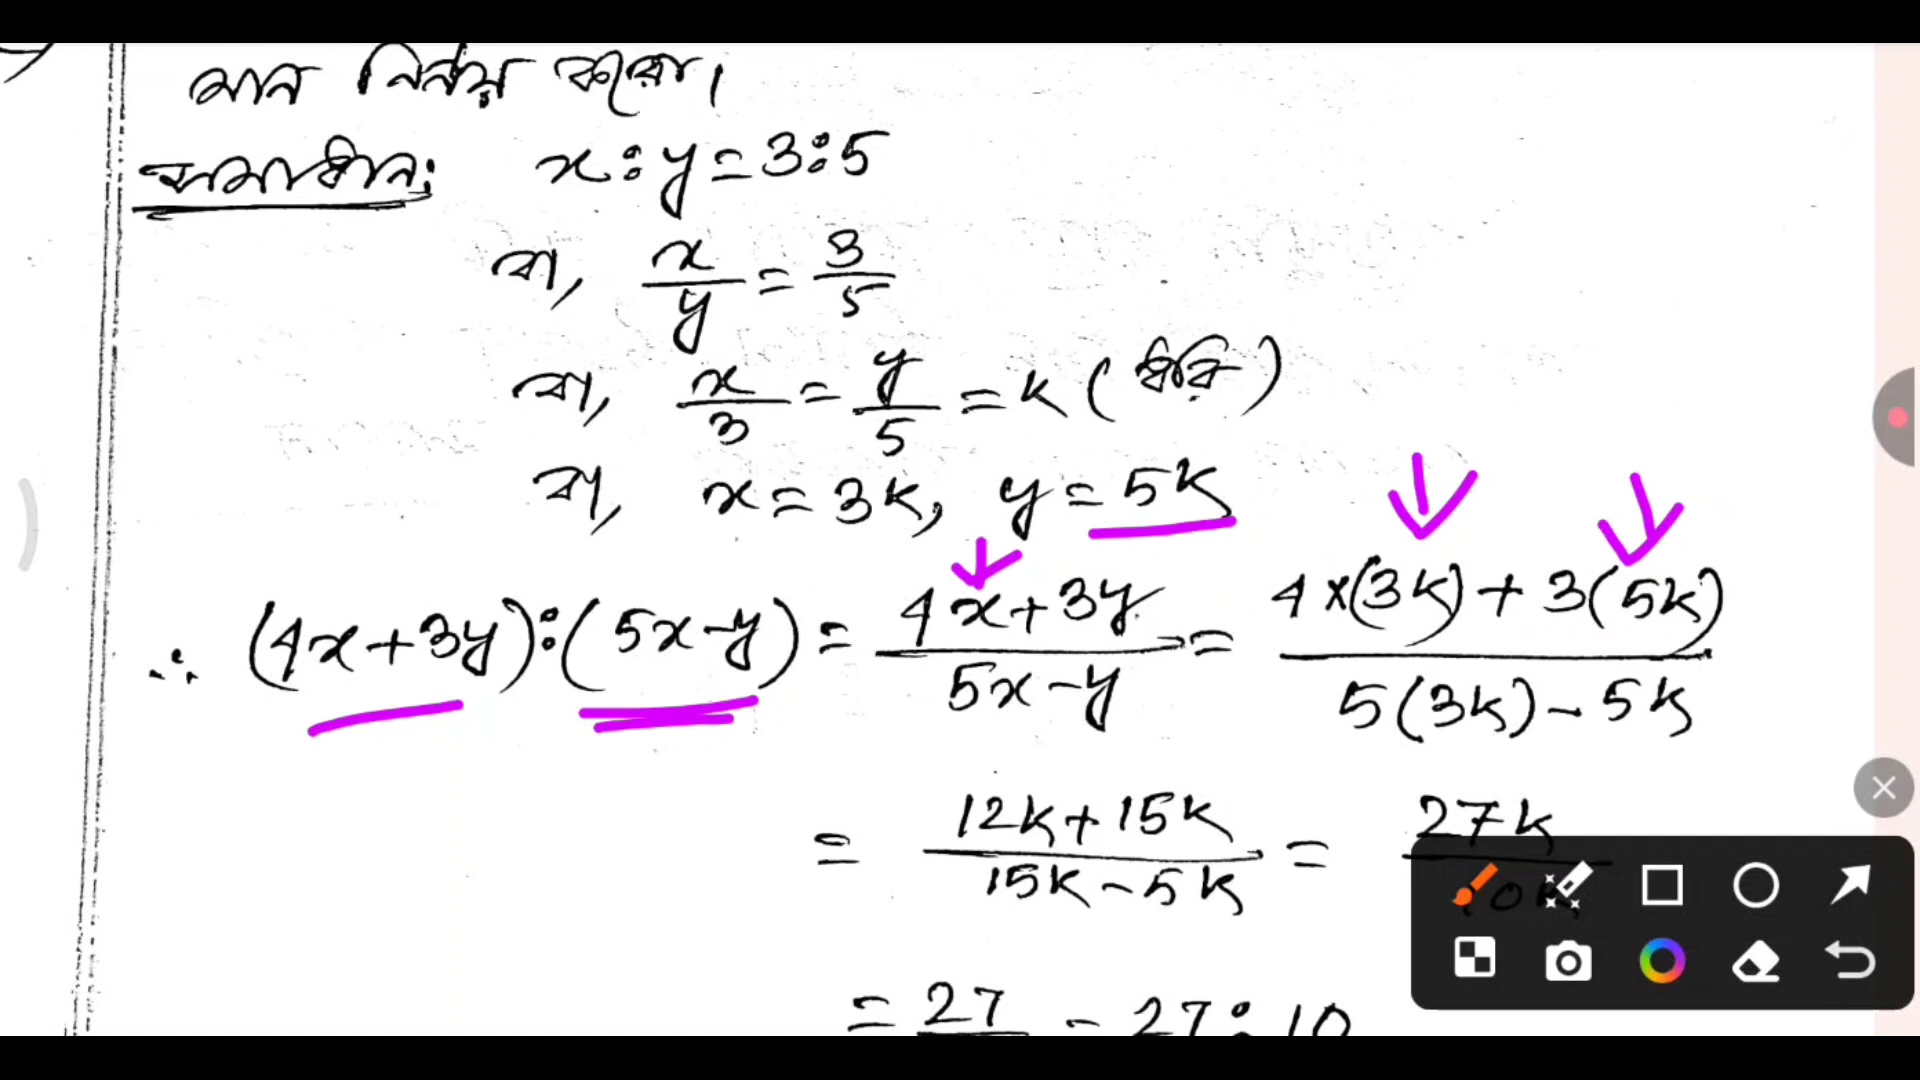 মান নির্ণয় করো।
সমাধান: x:y=3:5
বা, x/y = 3/5
বা, x/3 = y/5 = k (ধরি)
বা, x = 3k, y = 5k
∴ (4x+3y):(5x-y) = (4x+3y)/(5x-y) = (4×(3k)+3(5k))/(5(3k)-5k)
= (12k+15k)/(15k-5k) = 27k/10k
= 27 = 27:10